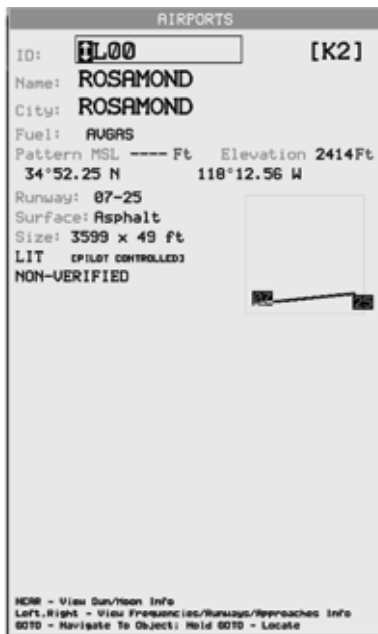 AIRPORTS
ID: L00 [K2]
Name: ROSAMOND
City: ROSAMOND
Fuel: AVGAS
Pattern MSL ---- Ft Elevation 2414Ft
34°52.25 N 118°12.56 W
Runway: 07-25
Surface: Asphalt
Size: 3599 x 49 ft
LIT [PILOT CONTROLLED]
NON-VERIFIED
07
25
NEAR - View Sun/Moon Info
Left,Right - View Frequencies/Runways/Approaches Info
GOTO - Navigate To Object; Hold GOTO - Locate